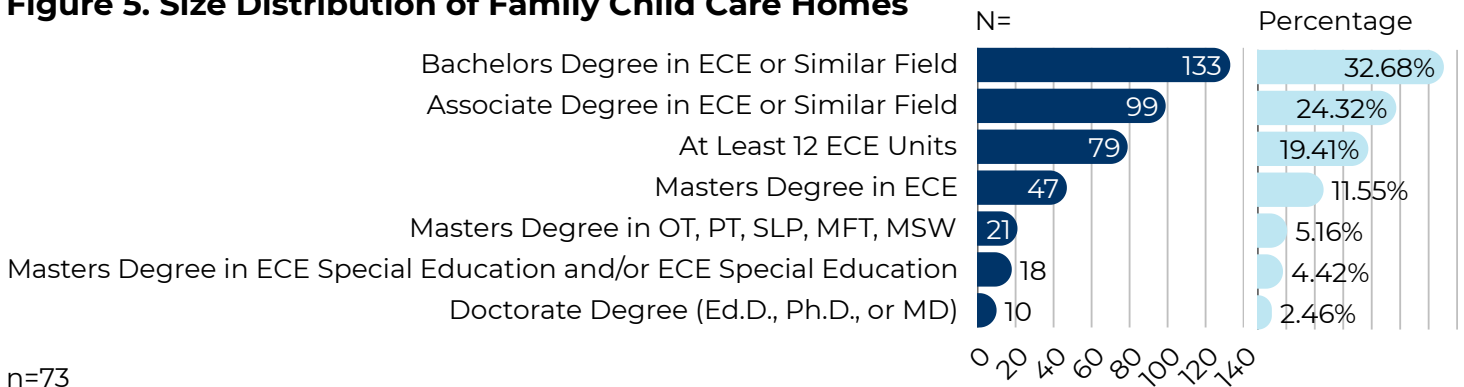 Figure 5. Size Distribution of Family Child Care Homes
N= Percentage
Bachelors Degree in ECE or Similar Field 133 32.68%
Associate Degree in ECE or Similar Field 99 24.32%
At Least 12 ECE Units 79 19.41%
Masters Degree in ECE 47 11.55%
Masters Degree in OT, PT, SLP, MFT, MSW 21 5.16%
Masters Degree in ECE Special Education and/or ECE Special Education 18 4.42%
Doctorate Degree (Ed.D., Ph.D., or MD) 10 2.46%
0 20 40 60 80 100 120 140
n=73